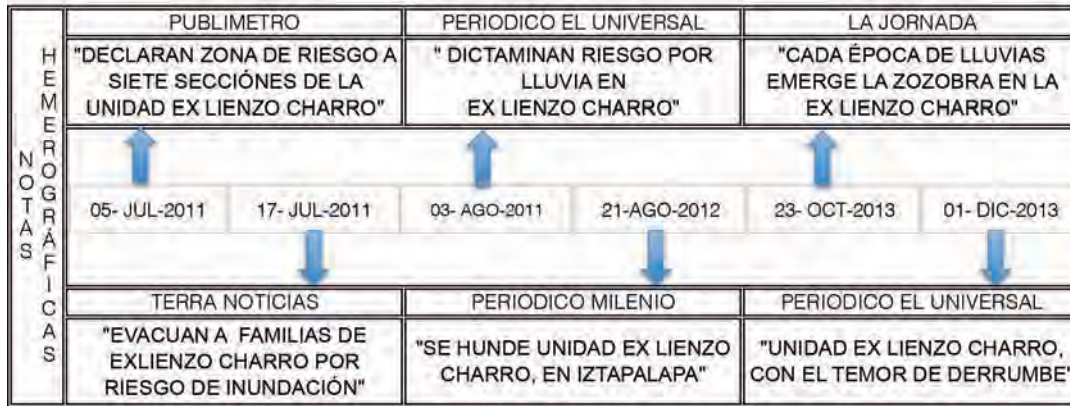 NOTAS
HEMEROGRÁFICAS
PUBLIMETRO
"DECLARAN ZONA DE RIESGO A
SIETE SECCIÓNES DE LA
UNIDAD EX LIENZO CHARRO"
PERIODICO EL UNIVERSAL
" DICTAMINAN RIESGO POR
LLUVIA EN
EX LIENZO CHARRO"
LA JORNADA
"CADA ÉPOCA DE LLUVIAS
EMERGE LA ZOZOBRA EN LA
EX LIENZO CHARRO"
05- JUL-2011
17- JUL-2011
03- AGO-2011
21-AGO-2012
23- OCT-2013
01- DIC-2013
TERRA NOTICIAS
"EVACUAN A FAMILIAS DE
EXLIENZO CHARRO POR
RIESGO DE INUNDACIÓN"
PERIODICO MILENIO
"SE HUNDE UNIDAD EX LIENZO
CHARRO, EN IZTAPALAPA"
PERIODICO EL UNIVERSAL
"UNIDAD EX LIENZO CHARRO,
CON EL TEMOR DE DERRUMBE"